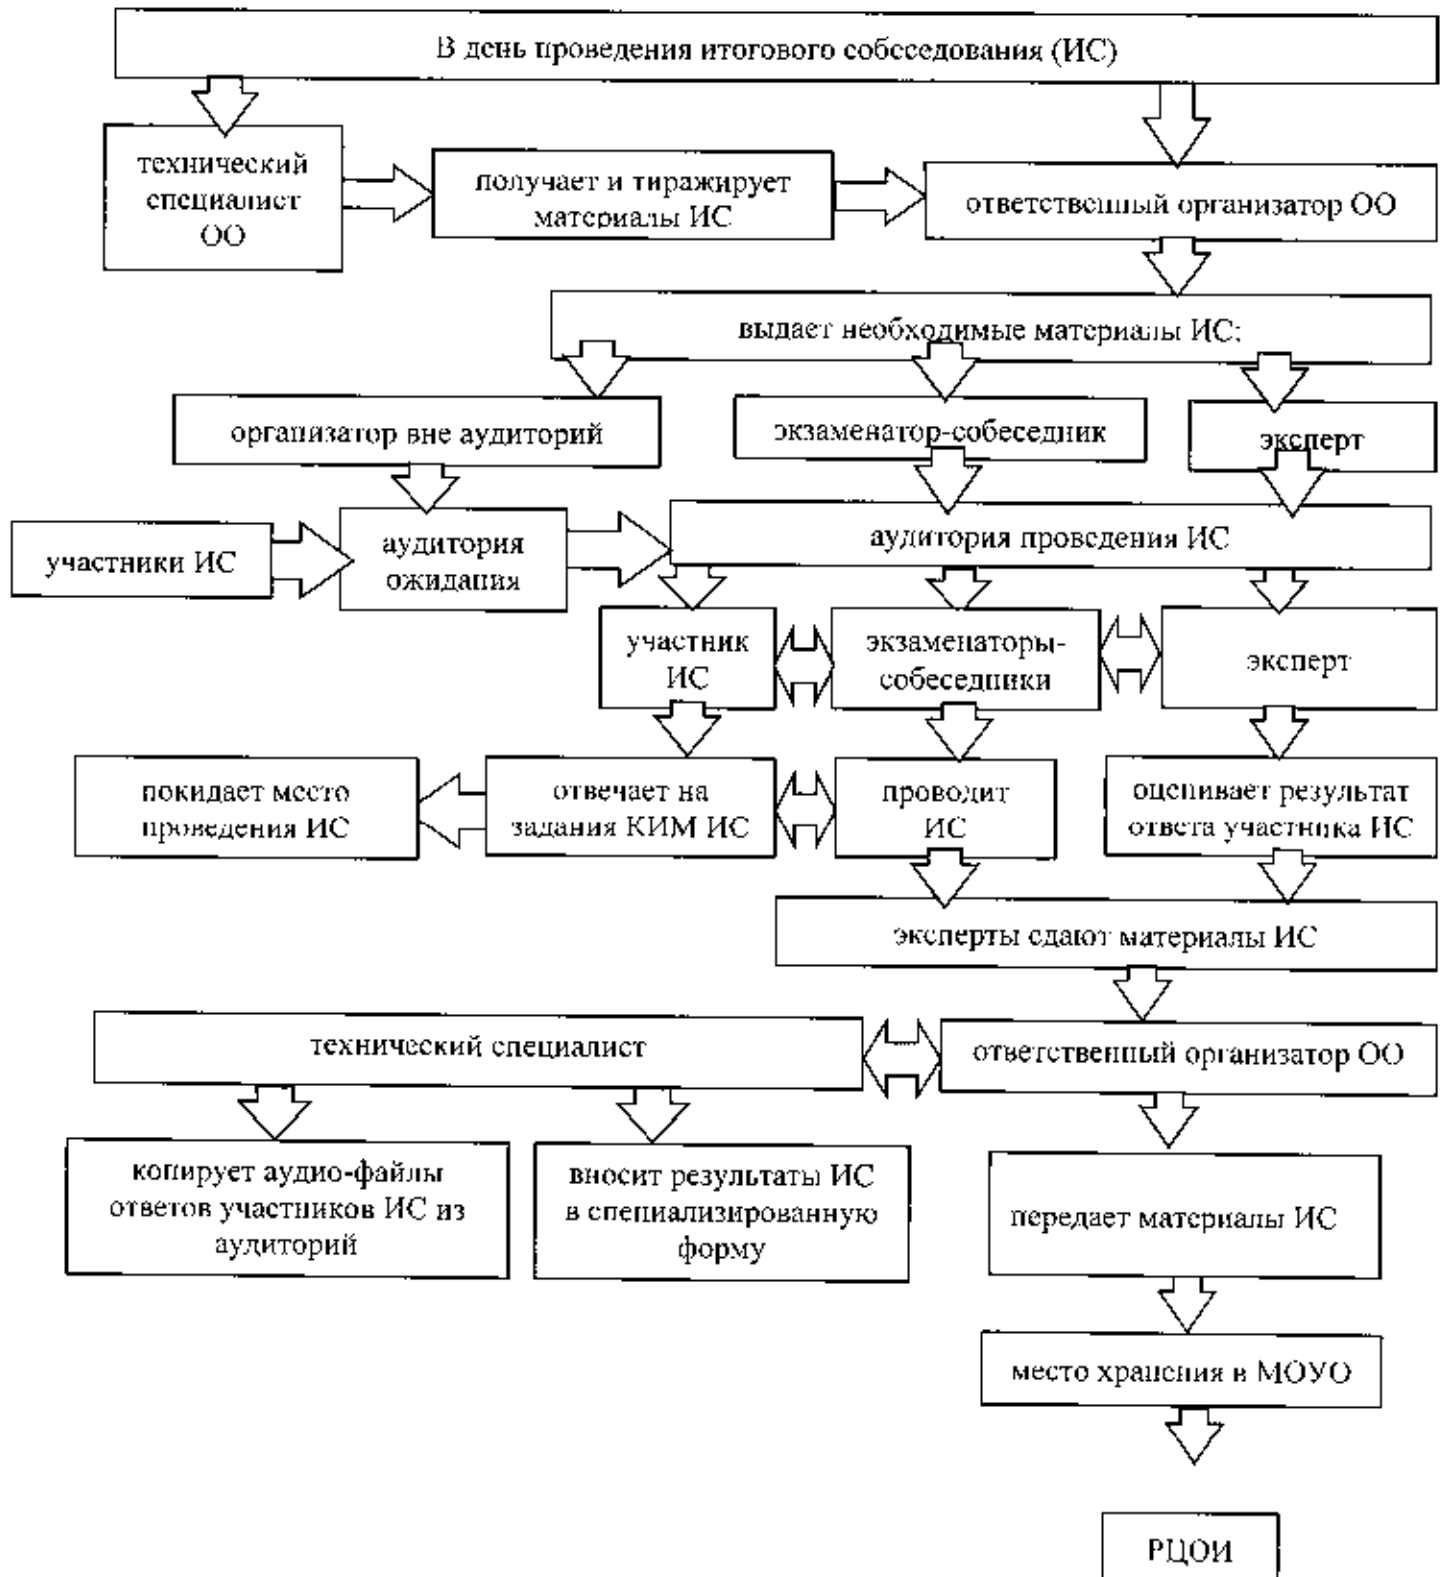 В день проведения итогового собеседования (ИС)
технический
специалист
ОО
получает и тиражирует
материалы ИС
ответственный организатор ОО
выдает необходимые материалы ИС:
организатор вне аудиторий
экзаменатор-собеседник
эксперт
участники ИС
аудитория
ожидания
аудитория проведения ИС
участник
ИС
экзаменаторы-
собеседники
эксперт
покидает место
проведения ИС
отвечает на
задания КИМ ИС
проводит
ИС
оценивает результат
ответа участника ИС
эксперты сдают материалы ИС
технический специалист
ответственный организатор ОО
копирует аудио-файлы
ответов участников ИС из
аудиторий
вносит результаты ИС
в специализированную
форму
передает материалы ИС
место хранения в МОУО
РЦОИ